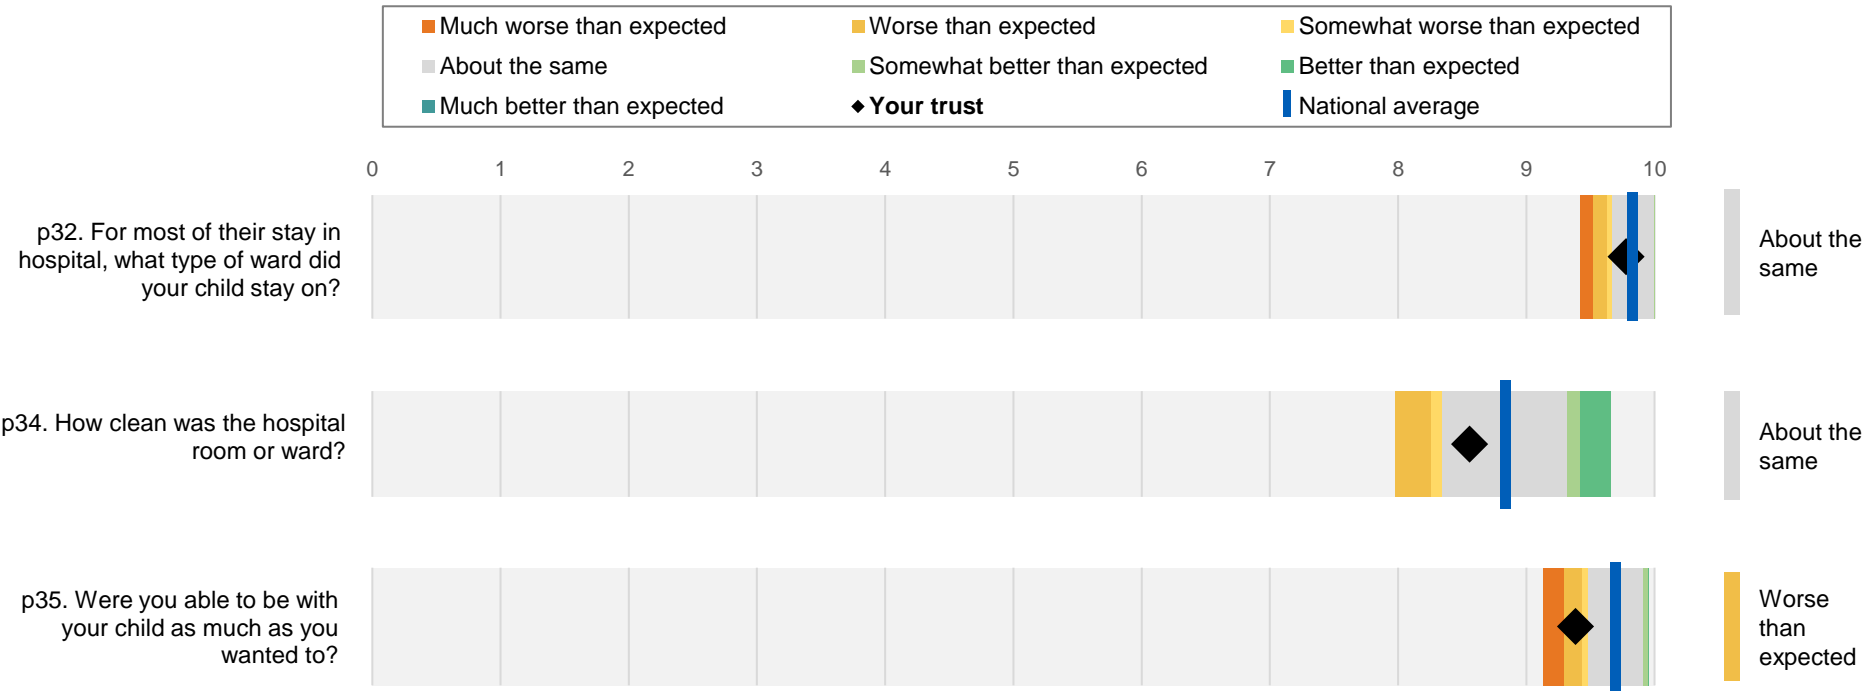 Much worse than expected
Worse than expected
Somewhat worse than expected
About the same
Somewhat better than expected
Better than expected
Much better than expected
Your trust
National average
0 1 2 3 4 5 6 7 8 9 10
p32. For most of their stay in
hospital, what type of ward did
your child stay on?
About the
same
p34. How clean was the hospital
room or ward?
About the
same
p35. Were you able to be with
your child as much as you
wanted to?
Worse
than
expected